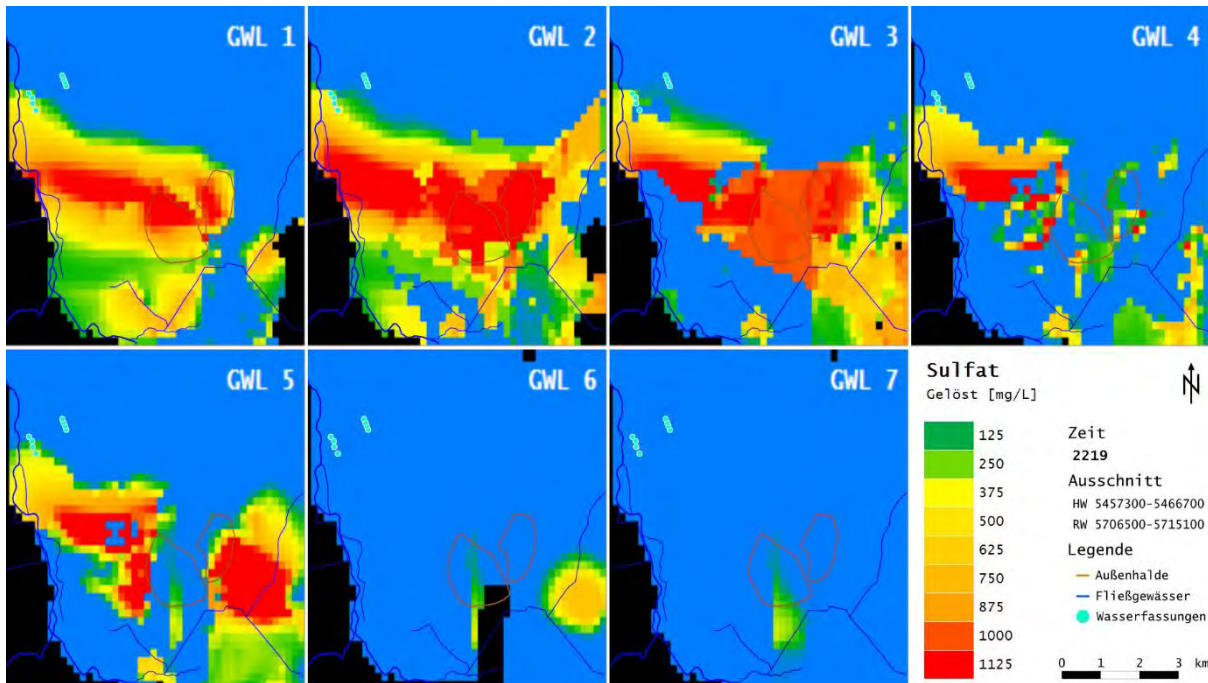 GWL 1
GWL 2
GWL 3
GWL 4
GWL 5
GWL 6
GWL 7
Sulfat
Gelöst [mg/L]
125
250
375
500
625
750
875
1000
1125
N
Zeit
2219
Ausschnitt
HW 5457300-5466700
RW 5706500-5715100
Legende
Außenhalde
Fließgewässer
Wasserfassungen
0 1 2 3 km